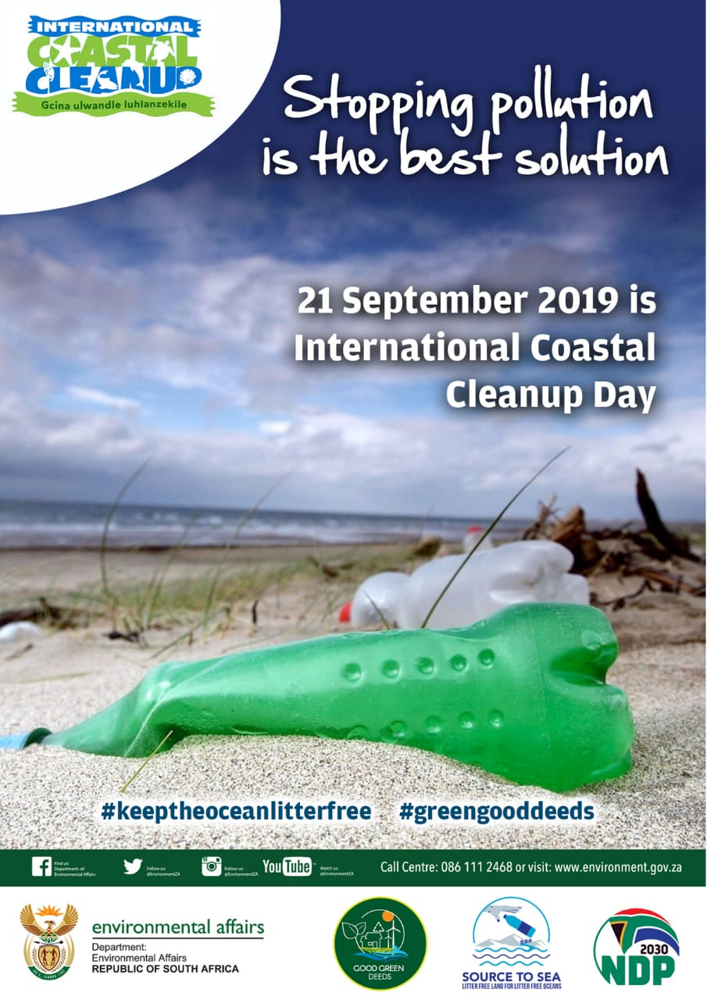 INTERNATIONAL
COASTAL
CLEANUP
Gcina ulwandle luhlanzekile
Stopping pollution
is the best solution
21 September 2019 is
International Coastal
Cleanup Day
#keeptheoceanlitterfree #greengooddeeds
Find us:
Department-of-
Environmental Affairs
Follow us:
@EnvironmentZA
Follow us:
@EnvironmentZA
YouTube
Watch us:
@EnvironmentZA
Call Centre: 086 111 2468 or visit: www.environment.gov.za
environmental affairs
Department:
Environmental Affairs
REPUBLIC OF SOUTH AFRICA
GOOD GREEN
DEEDS
SOURCE TO SEA
LITTER FREE LAND FOR LITTER FREE OCEANS
2030
NDP